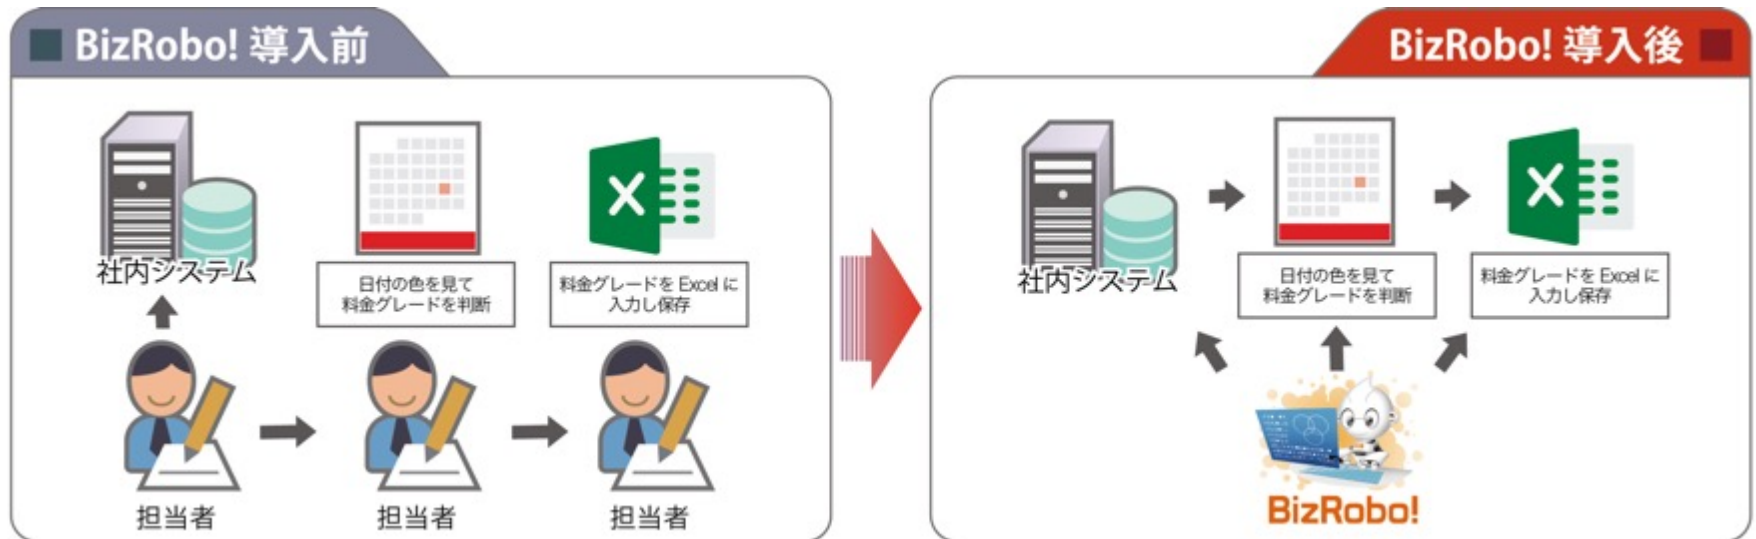 BizRobo! 導入前
社内システム
日付の色を見て
料金グレードを判断
料金グレードを Excel に
入力し保存
担当者
担当者
担当者
BizRobo! 導入後
社内システム
日付の色を見て
料金グレードを判断
料金グレードを Excel に
入力し保存
BizRobo!